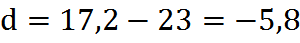 d = 17,2 − 23 = −5,8